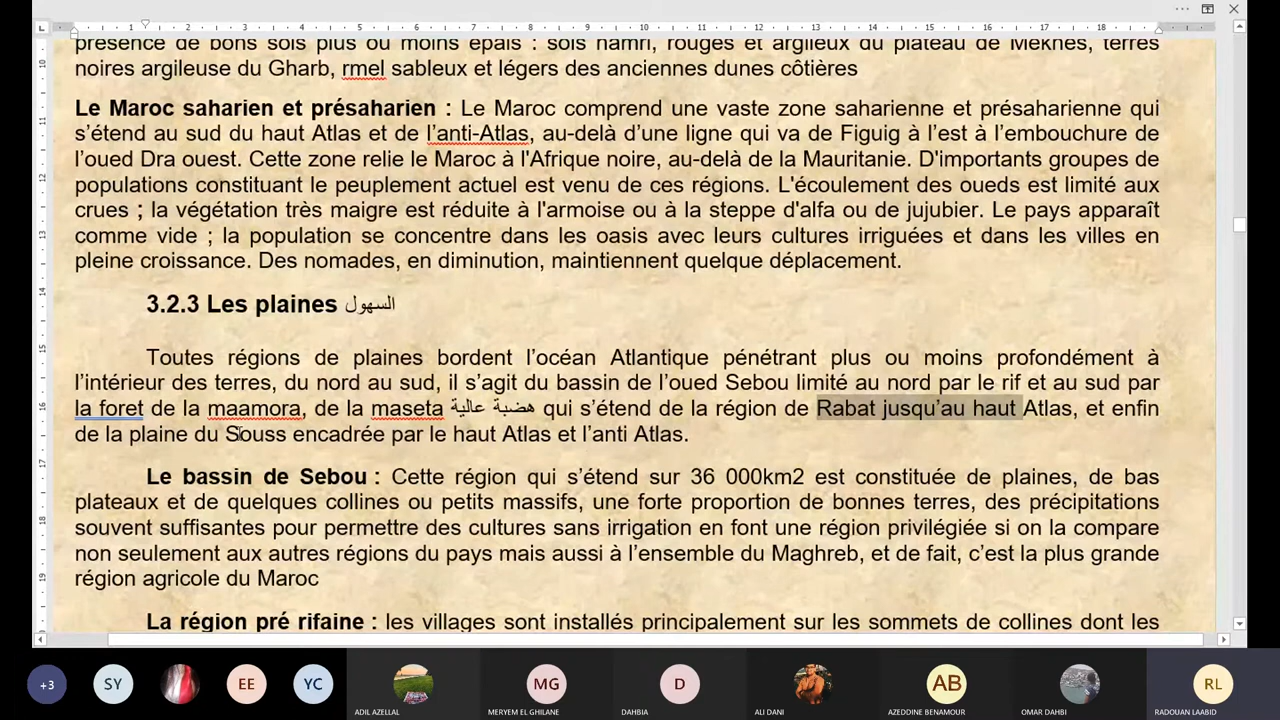 présence de bons sols plus ou moins épais : sols hamri, rouges et argileux du plateau de Meknès, terres
noires argileuse du Gharb, rmel sableux et légers des anciennes dunes côtières
Le Maroc saharien et présaharien : Le Maroc comprend une vaste zone saharienne et présaharienne qui
s’étend au sud du haut Atlas et de l’anti-Atlas, au-delà d’une ligne qui va de Figuig à l’est à l’embouchure de
l’oued Dra ouest. Cette zone relie le Maroc à l'Afrique noire, au-delà de la Mauritanie. D'importants groupes de
populations constituant le peuplement actuel est venu de ces régions. L'écoulement des oueds est limité aux
crues ; la végétation très maigre est réduite à l'armoise ou à la steppe d'alfa ou de jujubier. Le pays apparaît
comme vide ; la population se concentre dans les oasis avec leurs cultures irriguées et dans les villes en
pleine croissance. Des nomades, en diminution, maintiennent quelque déplacement.
3.2.3 Les plaines السهول
Toutes régions de plaines bordent l’océan Atlantique pénétrant plus ou moins profondément à
l’intérieur des terres, du nord au sud, il s’agit du bassin de l’oued Sebou limité au nord par le rif et au sud par
la foret de la maamora, de la maseta هضبة عالية qui s’étend de la région de Rabat jusqu’au haut Atlas, et enfin
de la plaine du Souss encadrée par le haut Atlas et l’anti Atlas.
Le bassin de Sebou : Cette région qui s’étend sur 36 000km2 est constituée de plaines, de bas
plateaux et de quelques collines ou petits massifs, une forte proportion de bonnes terres, des précipitations
souvent suffisantes pour permettre des cultures sans irrigation en font une région privilégiée si on la compare
non seulement aux autres régions du pays mais aussi à l’ensemble du Maghreb, et de fait, c’est la plus grande
région agricole du Maroc
La région pré rifaine : les villages sont installés principalement sur les sommets de collines dont les
+3 SY EE YC MG D AB RL
ADIL AZELLAL MERYEM EL GHILANE DAHBIA ALI DANI AZEDDINE BENAMOUR OMAR DAHBI RADOUAN LAABID